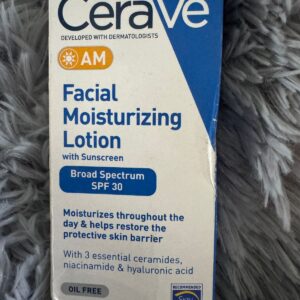 CeraVe
DEVELOPED WITH DERMATOLOGISTS
AM
Facial
Moisturizing
Lotion
with Sunscreen
Broad Spectrum
SPF 30
Moisturizes throughout the
day & helps restore the
protective skin barrier
With 3 essential ceramides,
niacinamide & hyaluronic acid
OIL FREE
RECOMMENDED